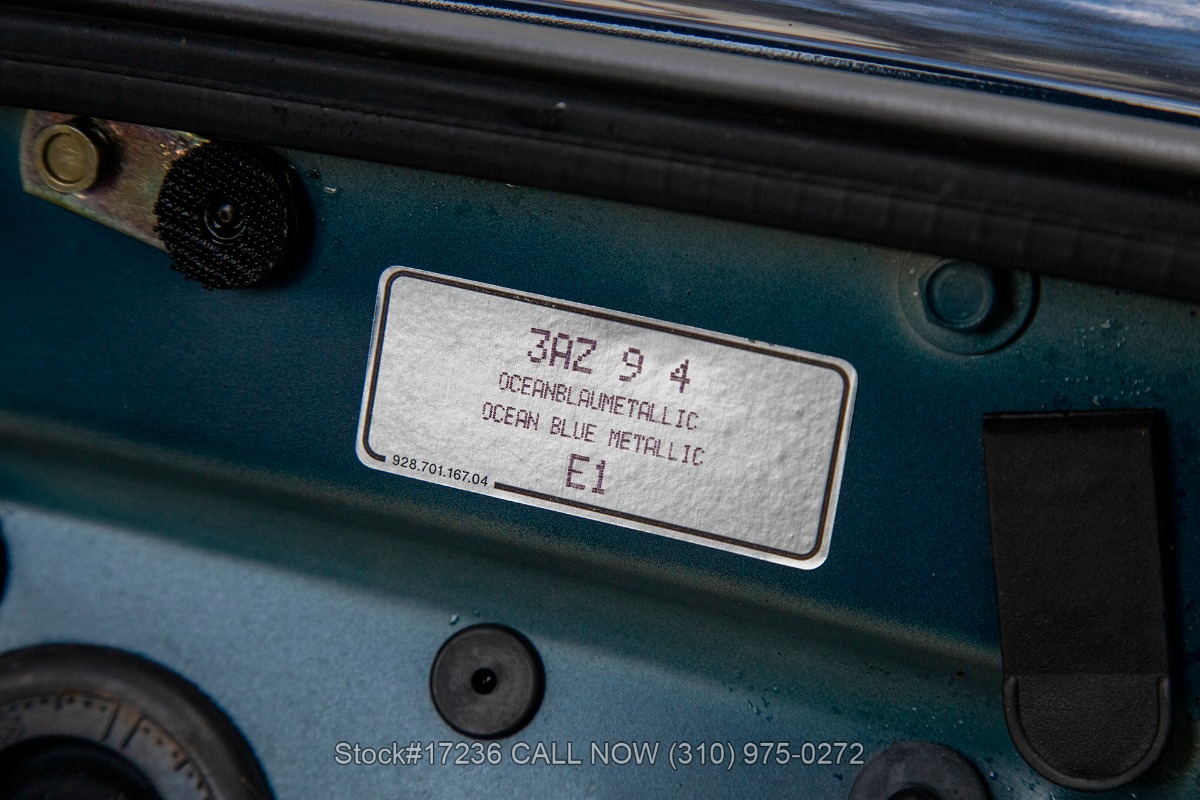 3AZ 9 4
OCEANBLAUMETALLIC
OCEAN BLUE METALLIC
E1
928.701.167.04
Stock#17236 CALL NOW (310) 975-0272